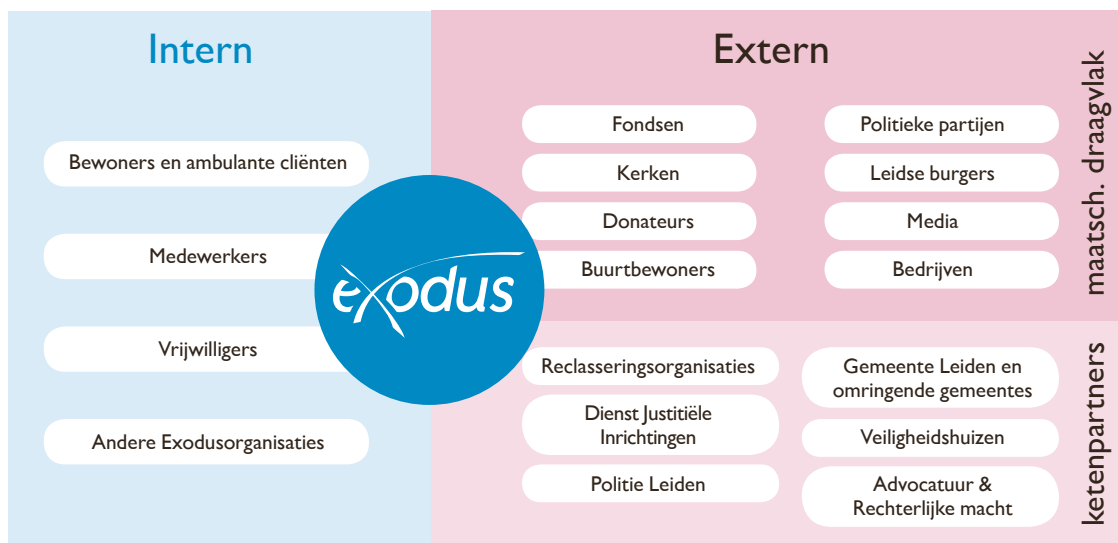 Intern
Bewoners en ambulante cliënten
Medewerkers
Vrijwilligers
Andere Exodusorganisaties
exodus
Extern
maatsch. draagvlak
Fondsen
Kerken
Donateurs
Buurtbewoners
Politieke partijen
Leidse burgers
Media
Bedrijven
ketenpartners
Reclasseringsorganisaties
Dienst Justitiële
Inrichtingen
Politie Leiden
Gemeente Leiden en
omringende gemeentes
Veiligheidshuizen
Advocatuur &
Rechterlijke macht